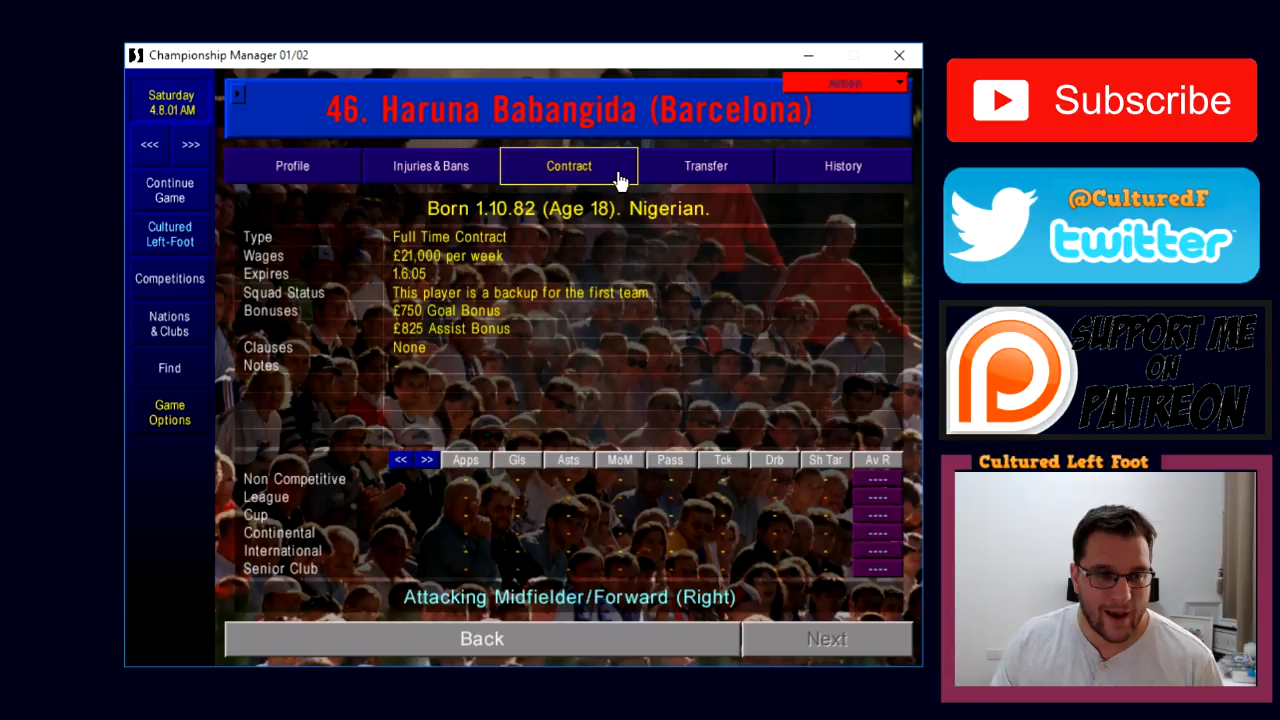 Championship Manager 01/02
Saturday
4.8.01 AM
<<<
>>>
Continue
Game
Cultured
Left-Foot
Competitions
Nations
& Clubs
Find
Game
Options
Action
46. Haruna Babangida (Barcelona)
Profile
Injuries & Bans
Contract
Transfer
History
Born 1.10.82 (Age 18). Nigerian.
Type Full Time Contract
Wages £21,000 per week
Expires 1.6.05
Squad Status This player is a backup for the first team
Bonuses £750 Goal Bonus
£825 Assist Bonus
Clauses None
Notes -
<< >> Apps Gls Asts MoM Pass Tck Drb Sh Tar Av R
Non Competitive - - - - - - - - ----
League - - - - - - - - ----
Cup - - - - - - - - ----
Continental - - - - - - - - ----
International - - - - - - - - ----
Senior Club - - - - - - - - ----
Attacking Midfielder/Forward (Right)
Back
Next
Subscribe
@CulturedF
twitter
SUPPORT ME
ON
PATREON
Cultured Left Foot